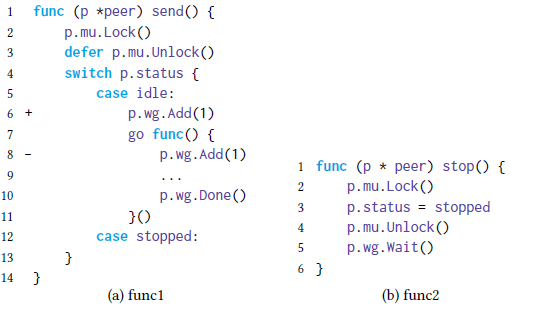 1 func (p *peer) send() {
2 p.mu.Lock()
3 defer p.mu.Unlock()
4 switch p.status {
5 case idle:
6 + p.wg.Add(1)
7 go func() {
8 - p.wg.Add(1)
9 ...
10 p.wg.Done()
11 }()
12 case stopped:
13 }
14 }
(a) func1
1 func (p * peer) stop() {
2 p.mu.Lock()
3 p.status = stopped
4 p.mu.Unlock()
5 p.wg.Wait()
6 }
(b) func2